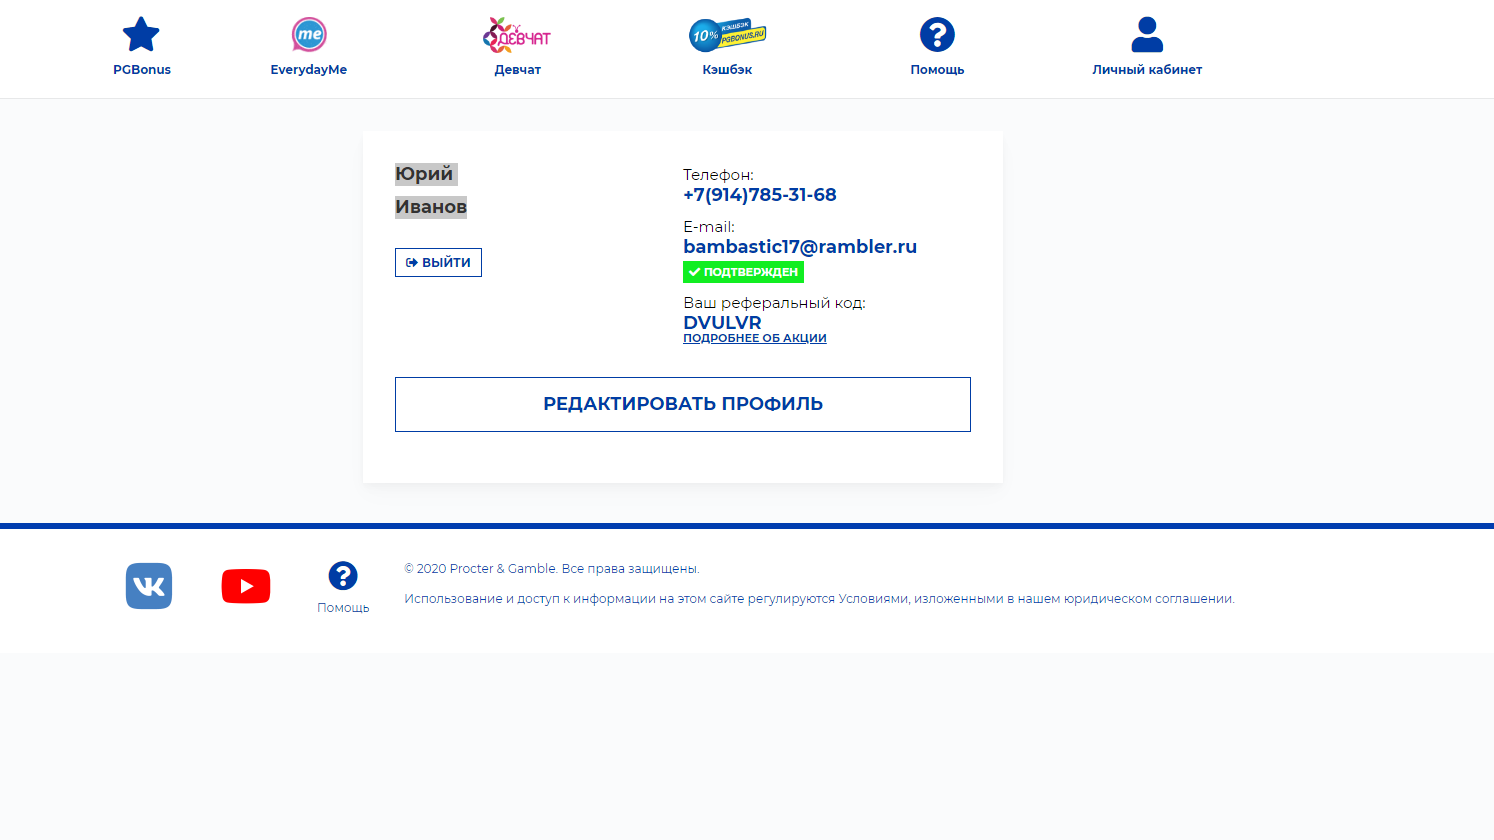 PGBonus
me
EverydayMe
ДЕВЧАТ
Девчат
10% КЭШБЭК
PGBONUS.RU
Кэшбэк
Помощь
Личный кабинет
Юрий
Иванов
ВЫЙТИ
Телефон:
+7(914)785-31-68
E-mail:
bambastic17@rambler.ru
ПОДТВЕРЖДЕН
Ваш реферальный код:
DVULVR
ПОДРОБНЕЕ ОБ АКЦИИ
РЕДАКТИРОВАТЬ ПРОФИЛЬ
Помощь
© 2020 Procter & Gamble. Все права защищены.
Использование и доступ к информации на этом сайте регулируются Условиями, изложенными в нашем юридическом соглашении.